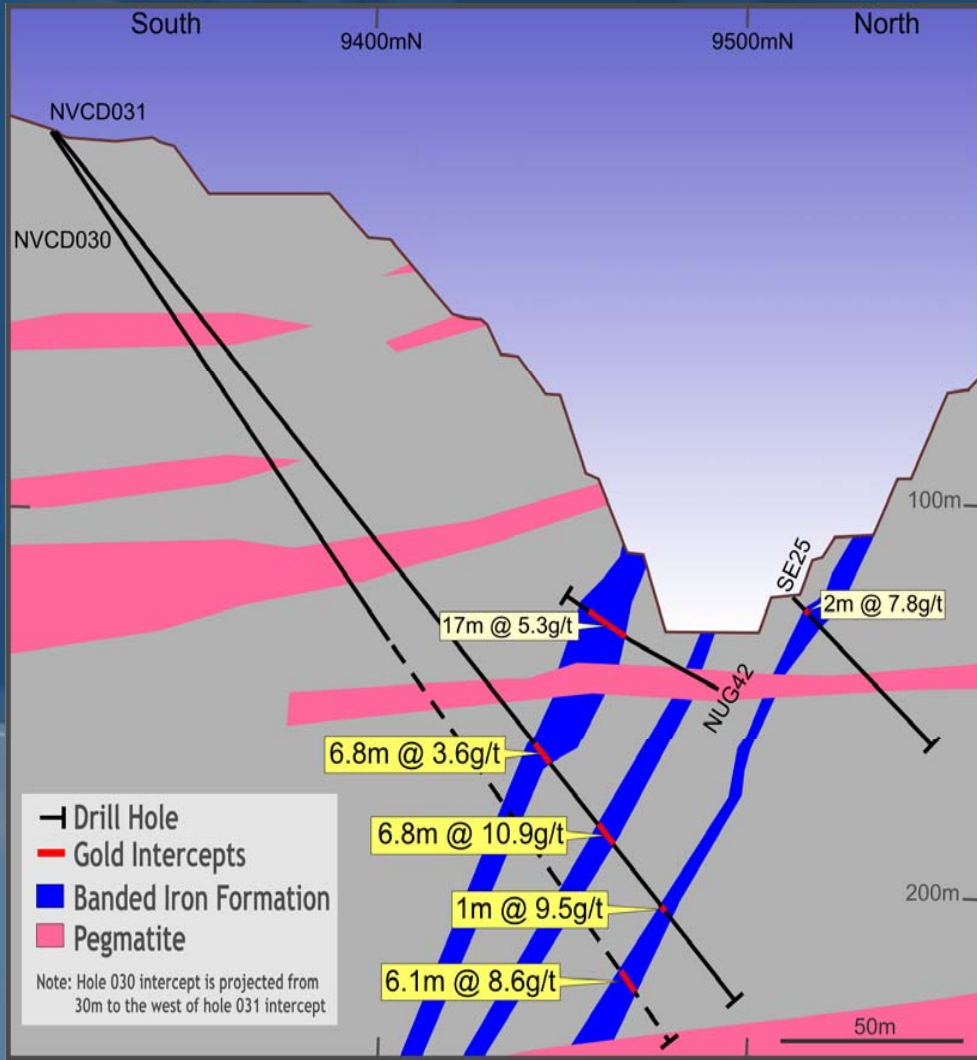 South
9400mN
9500mN
North
NVCD031
NVCD030
100m
SE25
2m @ 7.8g/t
17m @ 5.3g/t
NUG42
6.8m @ 3.6g/t
6.8m @ 10.9g/t
200m
1m @ 9.5g/t
6.1m @ 8.6g/t
Drill Hole
Gold Intercepts
Banded Iron Formation
Pegmatite
Note: Hole 030 intercept is projected from
30m to the west of hole 031 intercept
50m